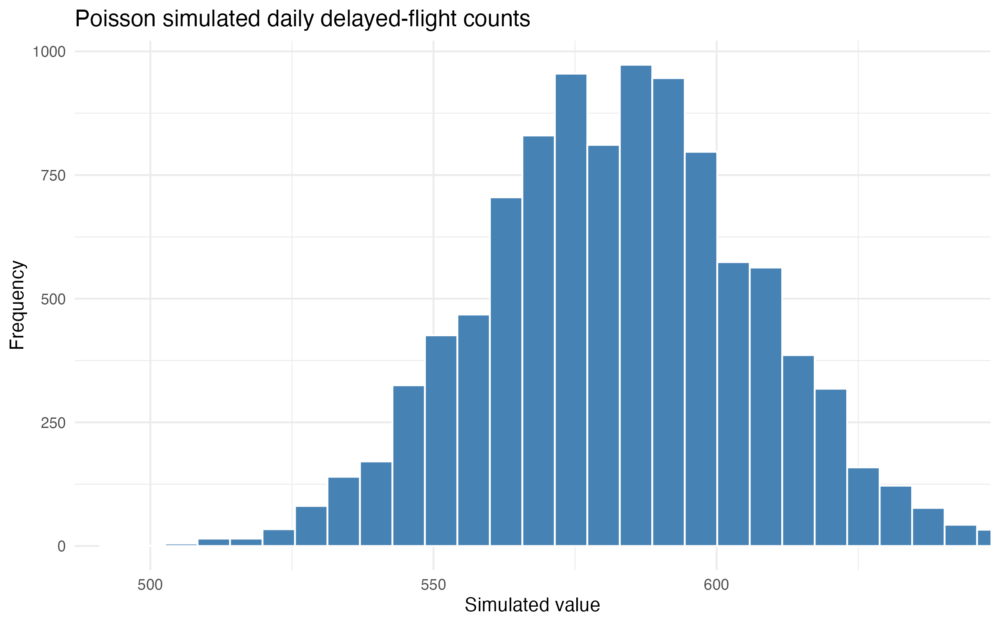 Poisson simulated daily delayed-flight counts
1000
750
500
250
0
Frequency
500 550 600
Simulated value